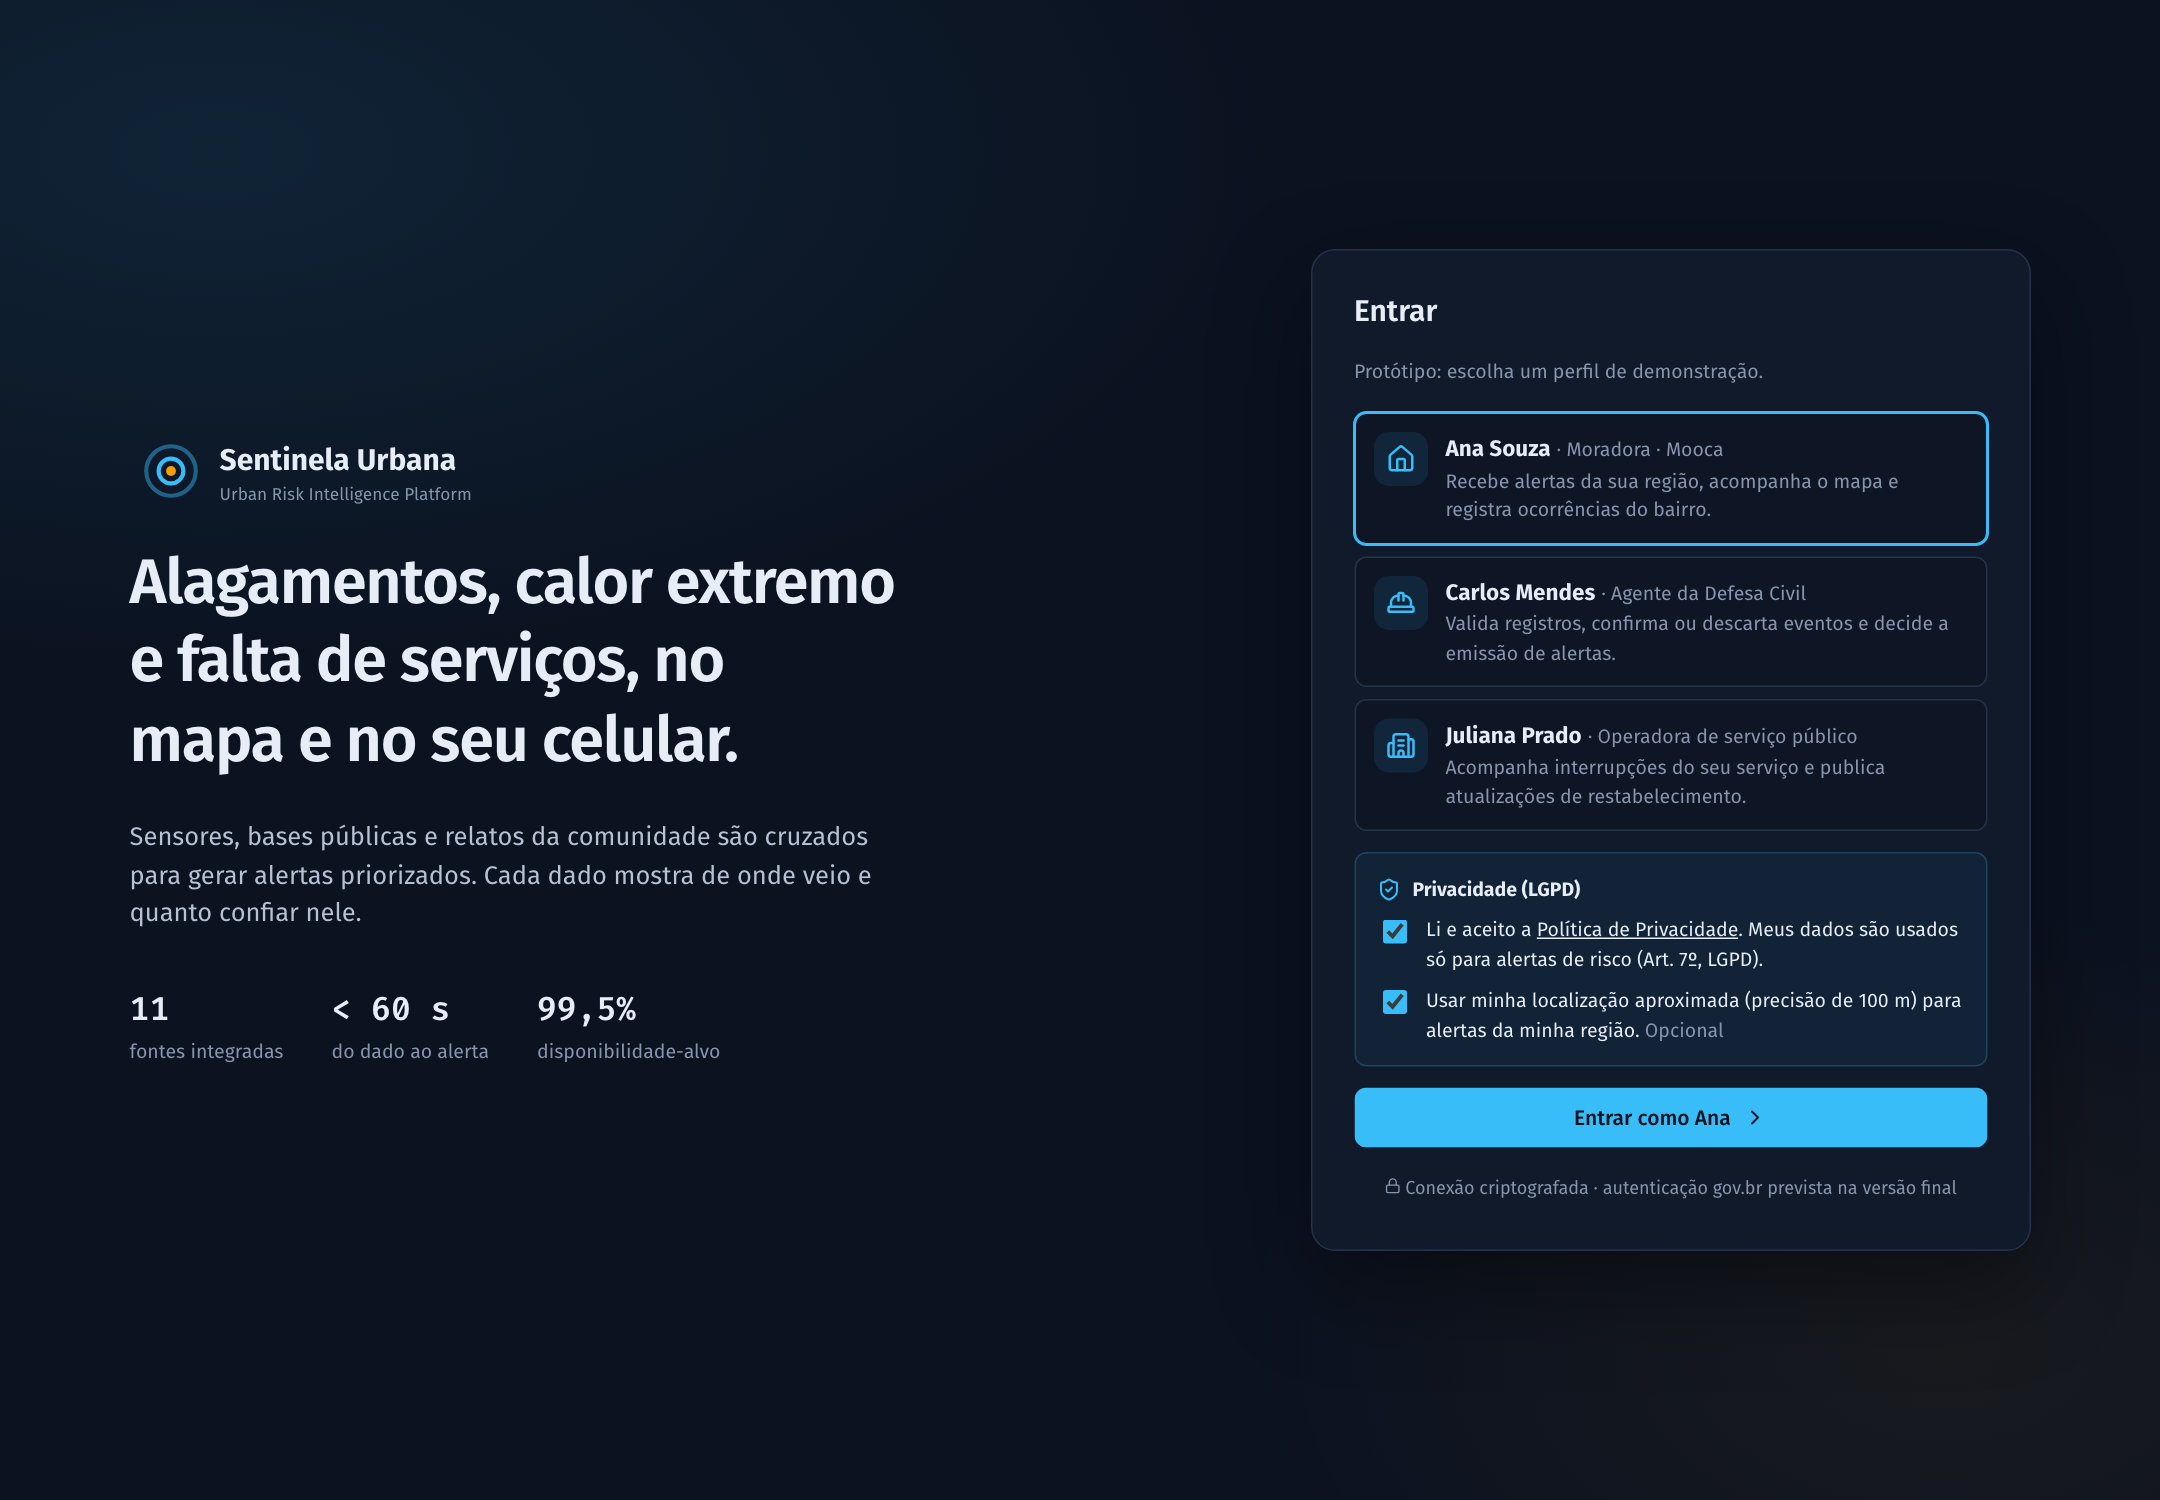 Sentinela Urbana
Urban Risk Intelligence Platform
Alagamentos, calor extremo
e falta de serviços, no
mapa e no seu celular.
Sensores, bases públicas e relatos da comunidade são cruzados
para gerar alertas priorizados. Cada dado mostra de onde veio e
quanto confiar nele.
11
fontes integradas
< 60 s
do dado ao alerta
99,5%
disponibilidade-alvo
Entrar
Protótipo: escolha um perfil de demonstração.
Ana Souza · Moradora · Mooca
Recebe alertas da sua região, acompanha o mapa e
registra ocorrências do bairro.
Carlos Mendes · Agente da Defesa Civil
Valida registros, confirma ou descarta eventos e decide a
emissão de alertas.
Juliana Prado · Operadora de serviço público
Acompanha interrupções do seu serviço e publica
atualizações de restabelecimento.
Privacidade (LGPD)
Li e aceito a Política de Privacidade. Meus dados são usados
só para alertas de risco (Art. 7º, LGPD).
Usar minha localização aproximada (precisão de 100 m) para
alertas da minha região. Opcional
Entrar como Ana
Conexão criptografada · autenticação gov.br prevista na versão final